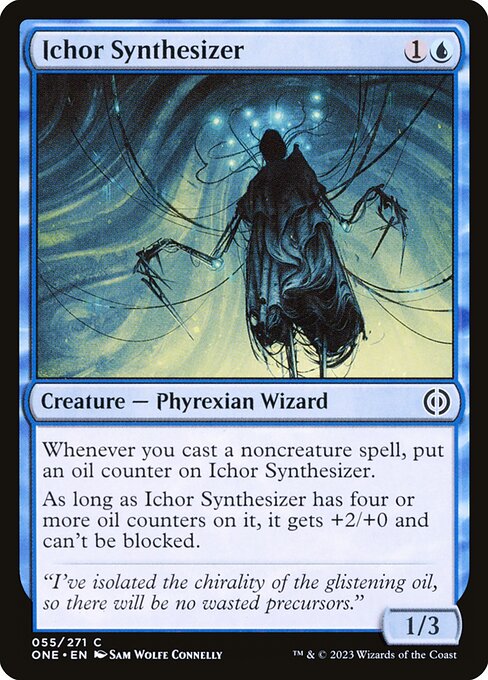 Ichor Synthesizer 1
Creature — Phyrexian Wizard
Whenever you cast a noncreature spell, put
an oil counter on Ichor Synthesizer.
As long as Ichor Synthesizer has four or
more oil counters on it, it gets +2/+0 and
can't be blocked.
“I've isolated the chirality of the glistening oil,
so there will be no wasted precursors.”
1/3
055/271 C
ONE • EN Sam Wolfe Connelly ™ & © 2023 Wizards of the Coast